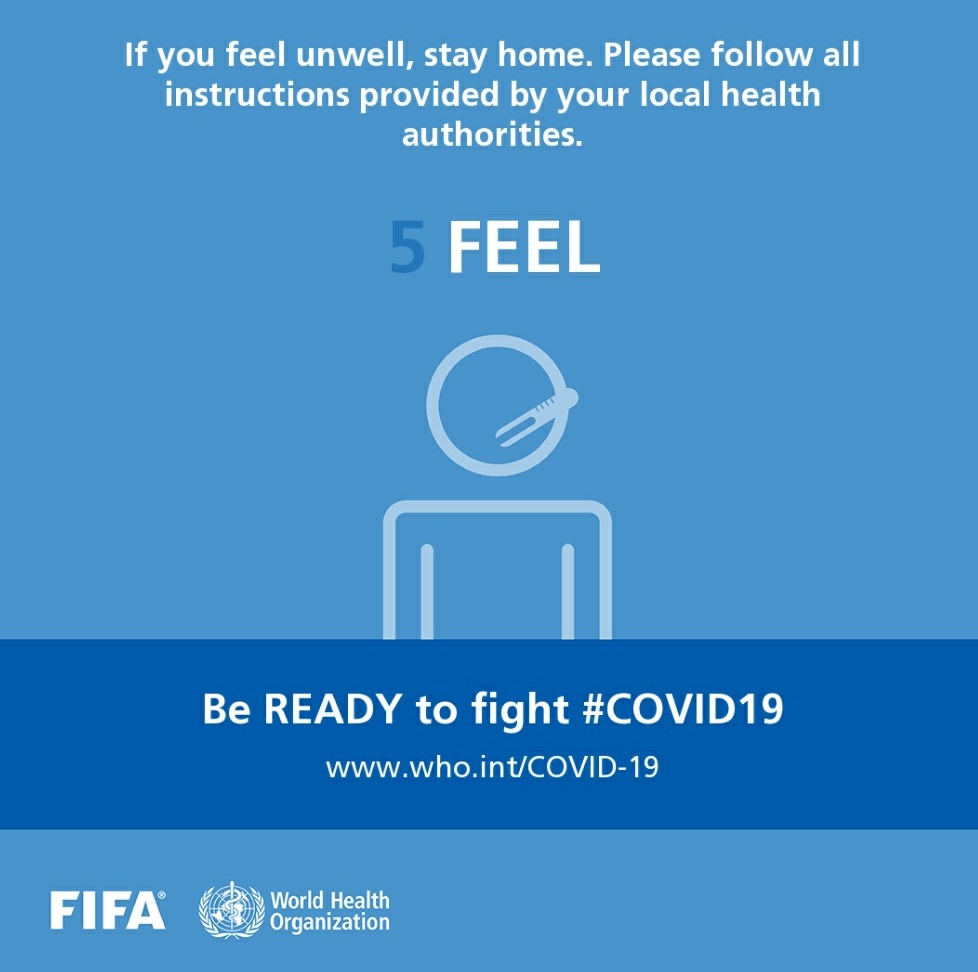 If you feel unwell, stay home. Please follow all
instructions provided by your local health
authorities.
5 FEEL
Be READY to fight #COVID19
www.who.int/COVID-19
FIFA®
World Health
Organization